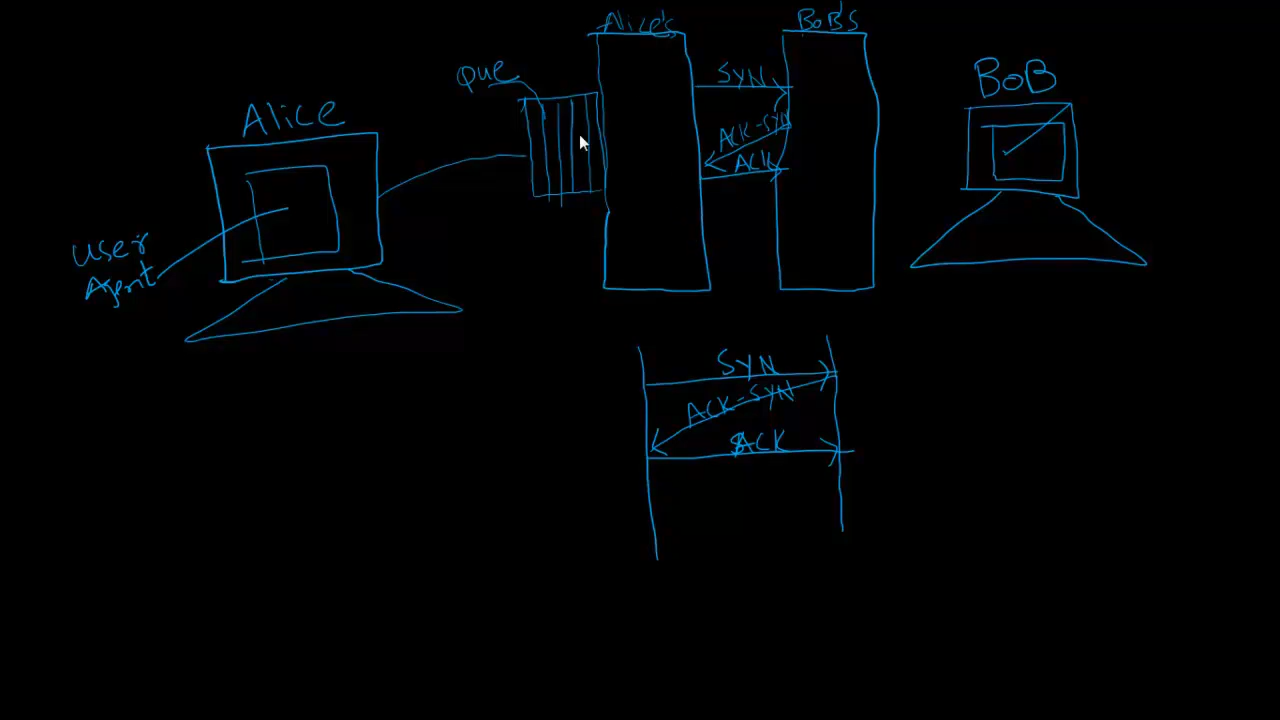 Alice's
BoB's
Que
SYN
BoB
Alice
ACK-SYN
ACK
User
Agent
SYN
ACK-SYN
ACK